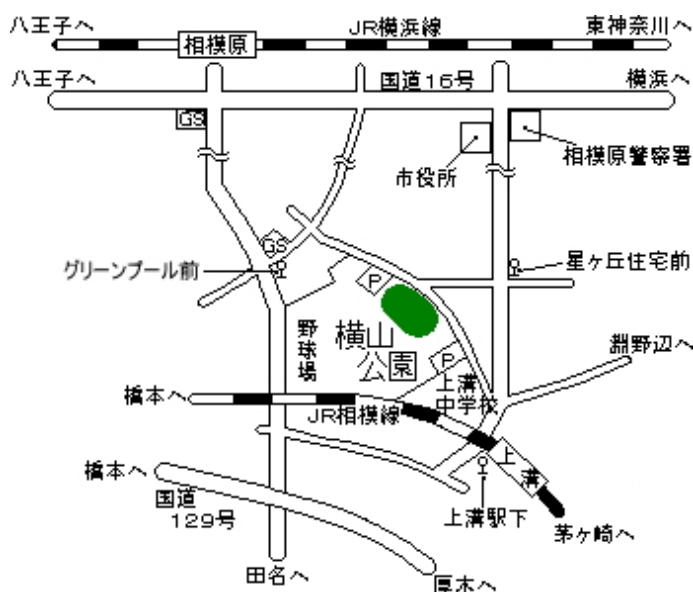 八王子へ
JR横浜線
東神奈川へ
相模原
八王子へ
国道16号
横浜へ
GS
市役所
相模原警察署
GS
グリーンプール前
星ヶ丘住宅前
P
野球場
横山
公園
P
淵野辺へ
上溝
中学校
橋本へ
JR相模線
上溝
橋本へ
国道
129号
上溝駅下
茅ヶ崎へ
田名へ
厚木へ